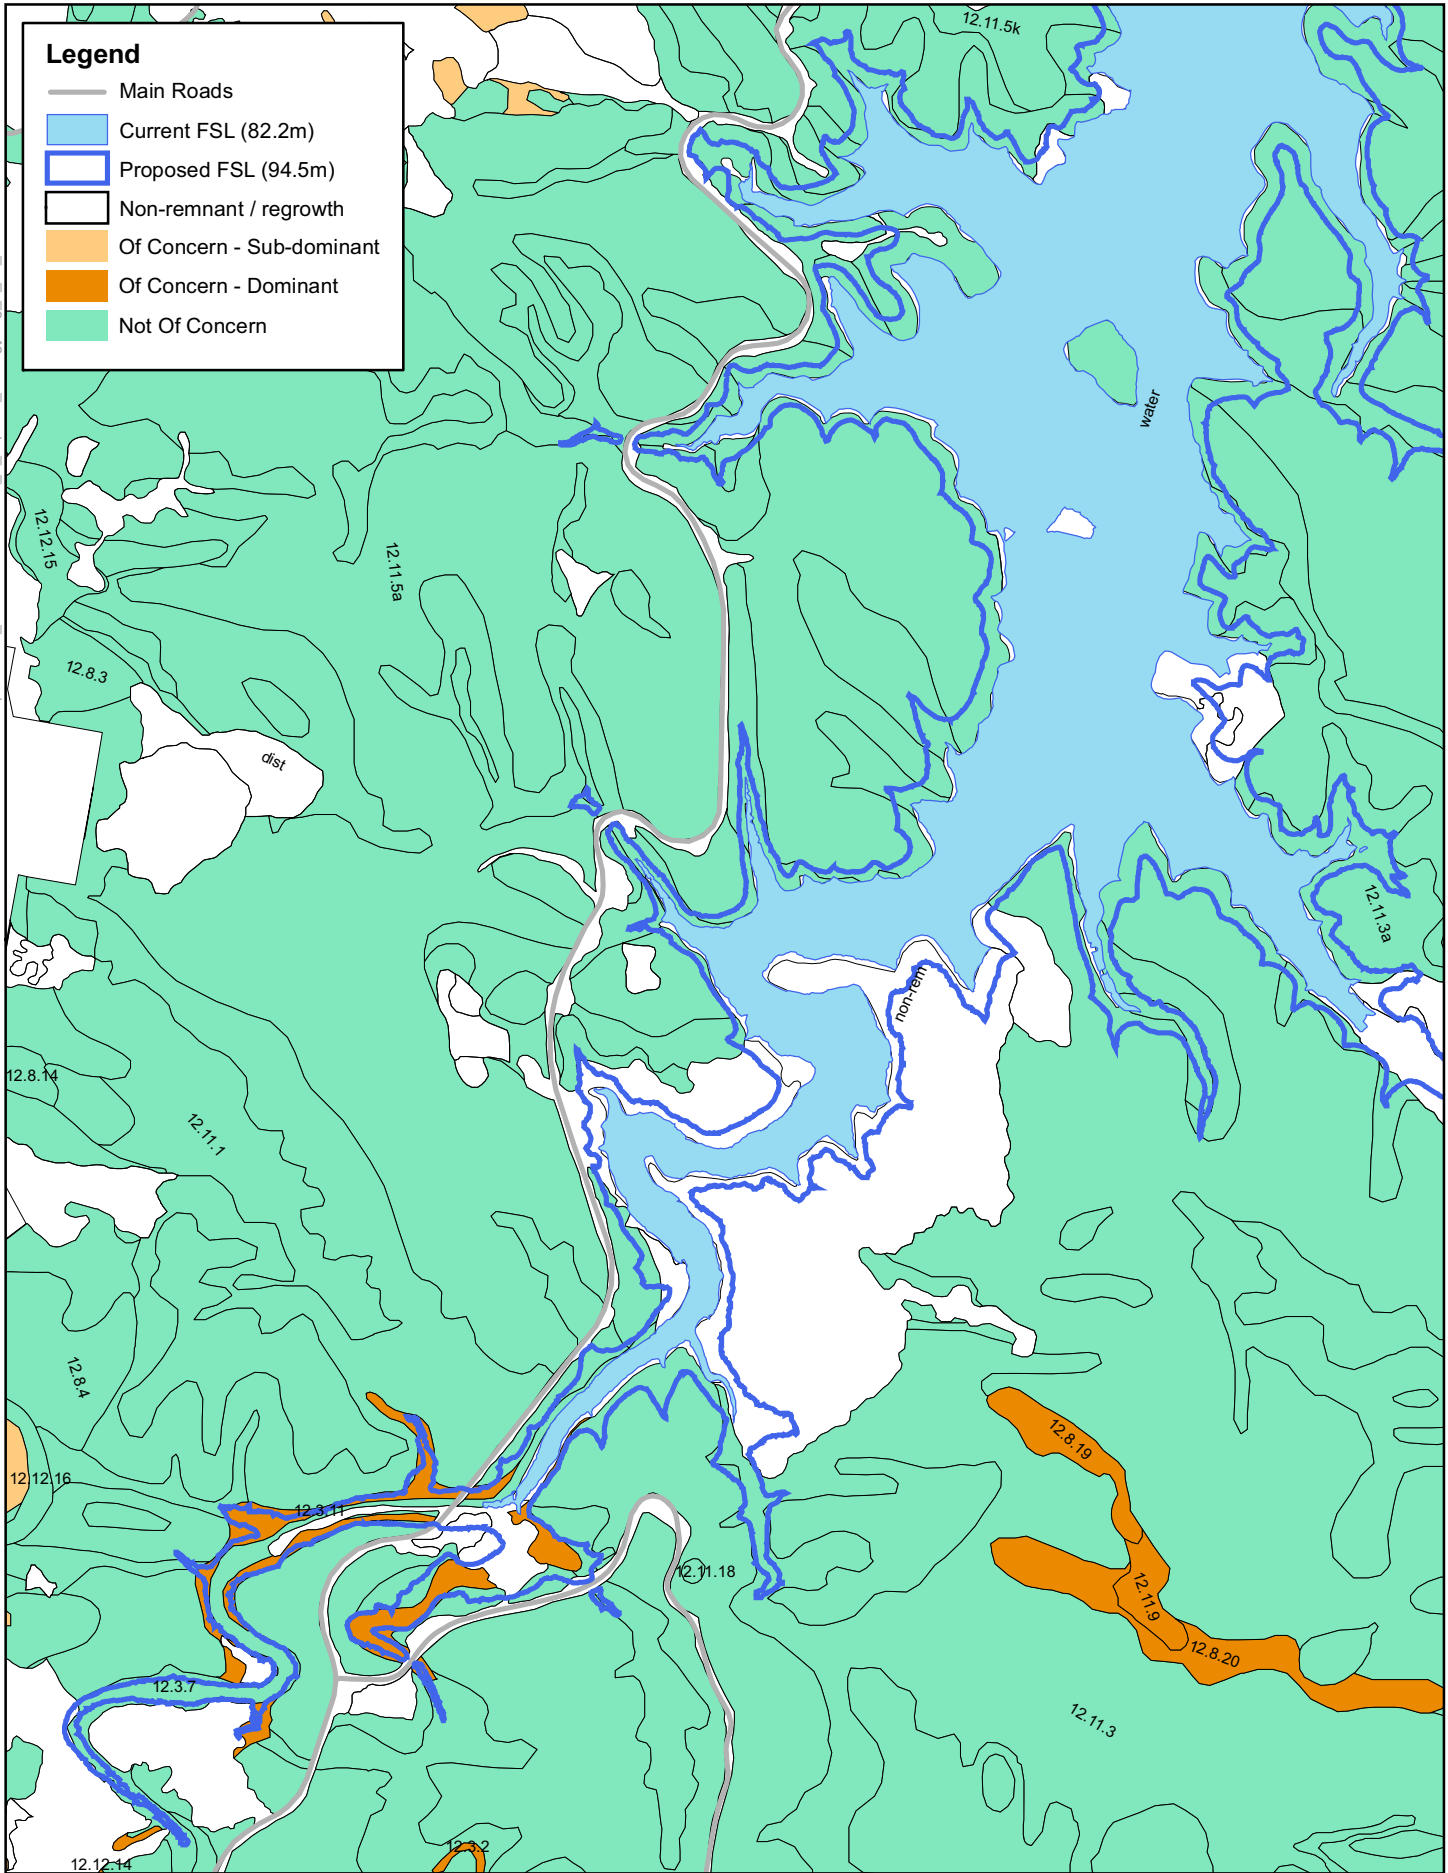 Legend
Main Roads
Current FSL (82.2m)
Proposed FSL (94.5m)
Non-remnant / regrowth
Of Concern - Sub-dominant
Of Concern - Dominant
Not Of Concern
12.11.5k
water
12.12.15
12.11.5a
12.8.3
dist
12.11.3a
non-rem
12.8.14
12.11.1
12.8.4
12.8.19
12.12.16
12.3.11
12.11.18
12.11.9
12.8.20
12.3.7
12.11.3
12.3.2
12.12.14